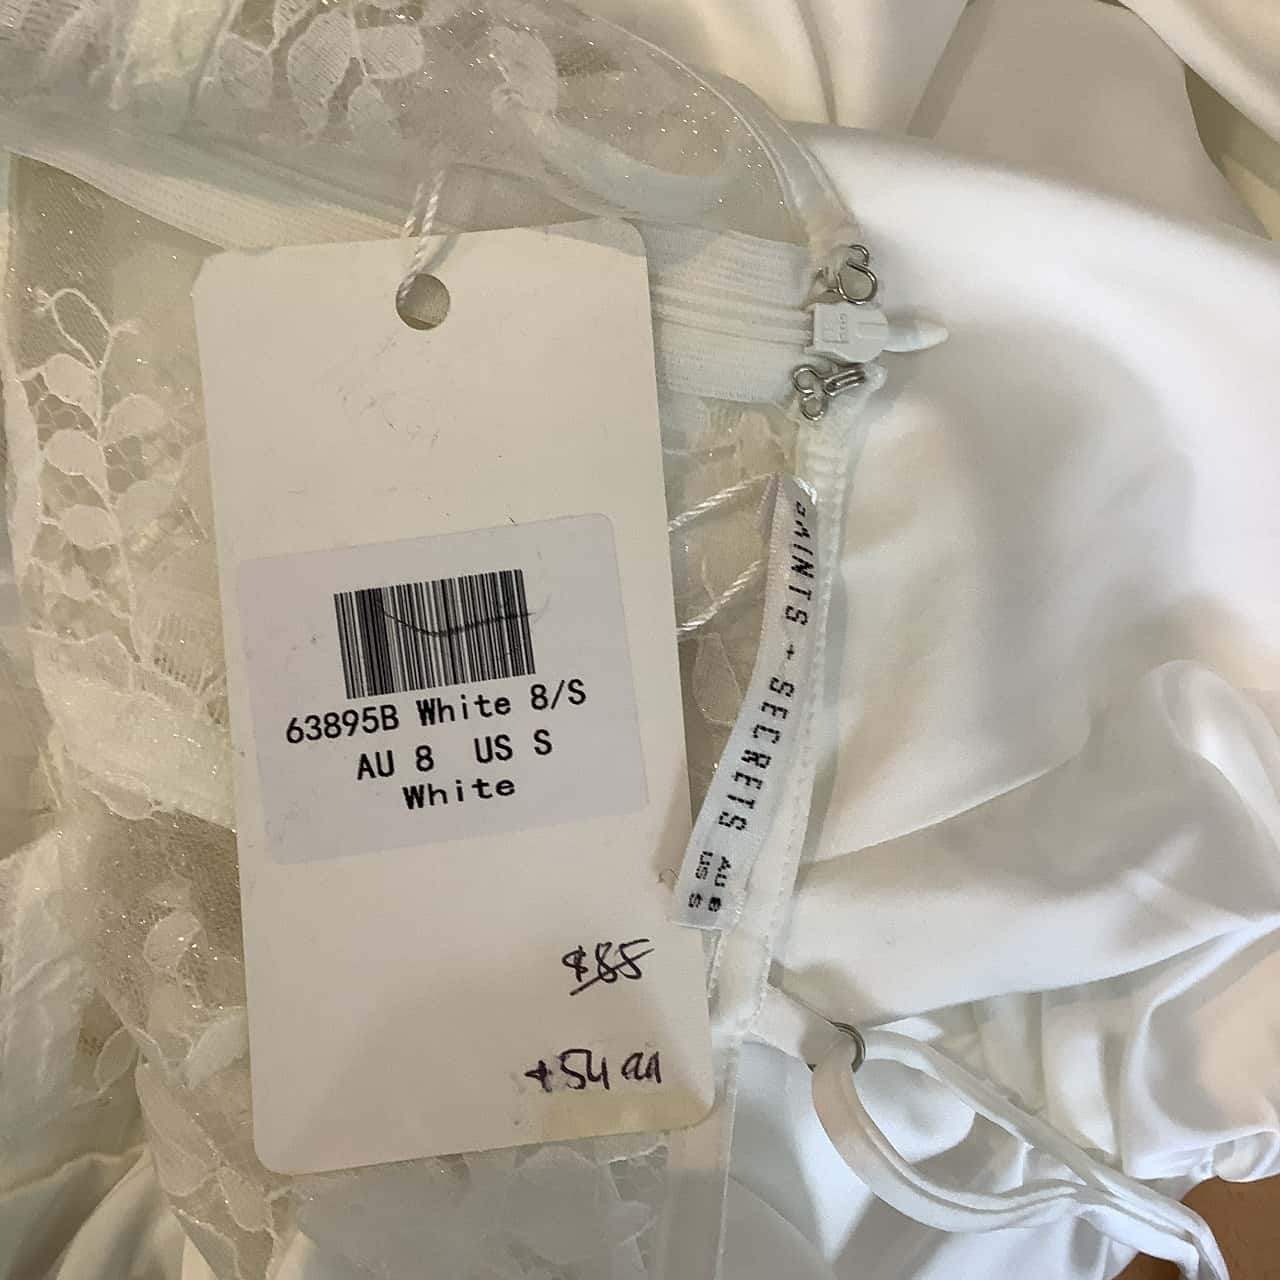 63895B White 8/S
AU 8 US S
White
$85
$54.99
SAINTS + SECRETS
AU 8
US S